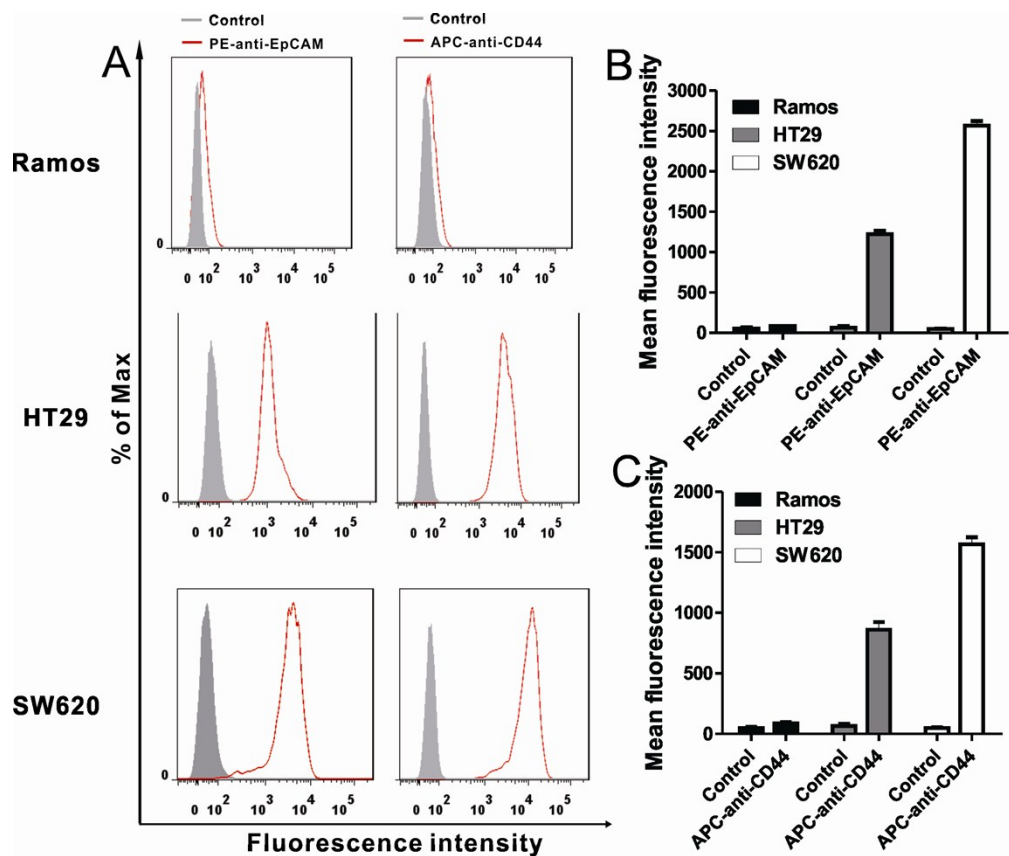 A
Control
PE-anti-EpCAM
Control
APC-anti-CD44
% of Max
Ramos
0
0 10² 10³ 10⁴ 10⁵
0
0 10² 10³ 10⁴ 10⁵
HT29
0
0 10² 10³ 10⁴ 10⁵
0
0 10² 10³ 10⁴ 10⁵
SW620
0
0 10² 10³ 10⁴ 10⁵
0 10² 10³ 10⁴ 10⁵
Fluorescence intensity
B
Mean fluorescence intensity
3000
2500
2000
1500
1000
500
0
Ramos
HT29
SW620
Control
PE-anti-EpCAM
Control
PE-anti-EpCAM
Control
PE-anti-EpCAM
C
Mean fluorescence intensity
2000
1500
1000
500
0
Ramos
HT29
SW620
Control
APC-anti-CD44
Control
APC-anti-CD44
Control
APC-anti-CD44